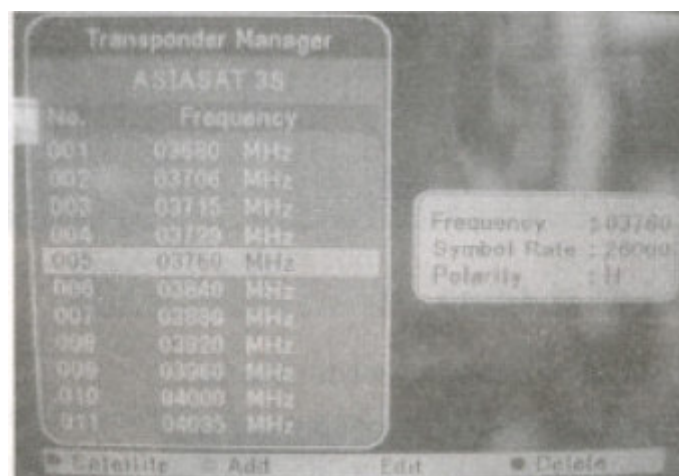 Transponder Manager
ASIASAT 3S
No. Frequency
001 03680 MHz
002 03706 MHz
003 03715 MHz
004 03729 MHz
005 03760 MHz
006 03840 MHz
007 03880 MHz
008 03920 MHz
009 03960 MHz
010 04000 MHz
011 04035 MHz
Frequency : 03760
Symbol Rate : 26000
Polarity : H
Satellite Add Edit Delete